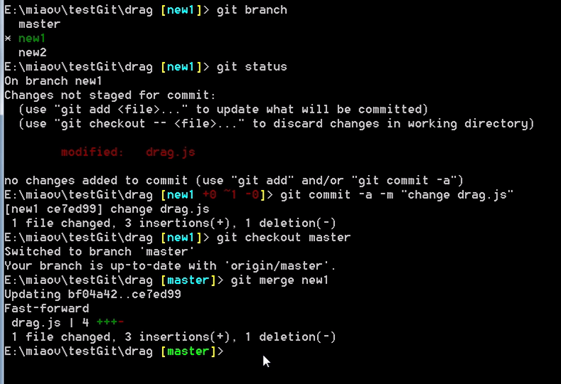 E:\miaov\testGit\drag [new1]> git branch
  master
* new1
  new2
E:\miaov\testGit\drag [new1]> git status
On branch new1
Changes not staged for commit:
  (use "git add <file>..." to update what will be committed)
  (use "git checkout -- <file>..." to discard changes in working directory)
        modified:   drag.js
no changes added to commit (use "git add" and/or "git commit -a")
E:\miaov\testGit\drag [new1 +0 ~1 -0]> git commit -a -m "change drag.js"
[new1 ce7ed99] change drag.js
 1 file changed, 3 insertions(+), 1 deletion(-)
E:\miaov\testGit\drag [new1]> git checkout master
Switched to branch 'master'
Your branch is up-to-date with 'origin/master'.
E:\miaov\testGit\drag [master]> git merge new1
Updating bf04a42..ce7ed99
Fast-forward
 drag.js | 4 +++-
 1 file changed, 3 insertions(+), 1 deletion(-)
E:\miaov\testGit\drag [master]>